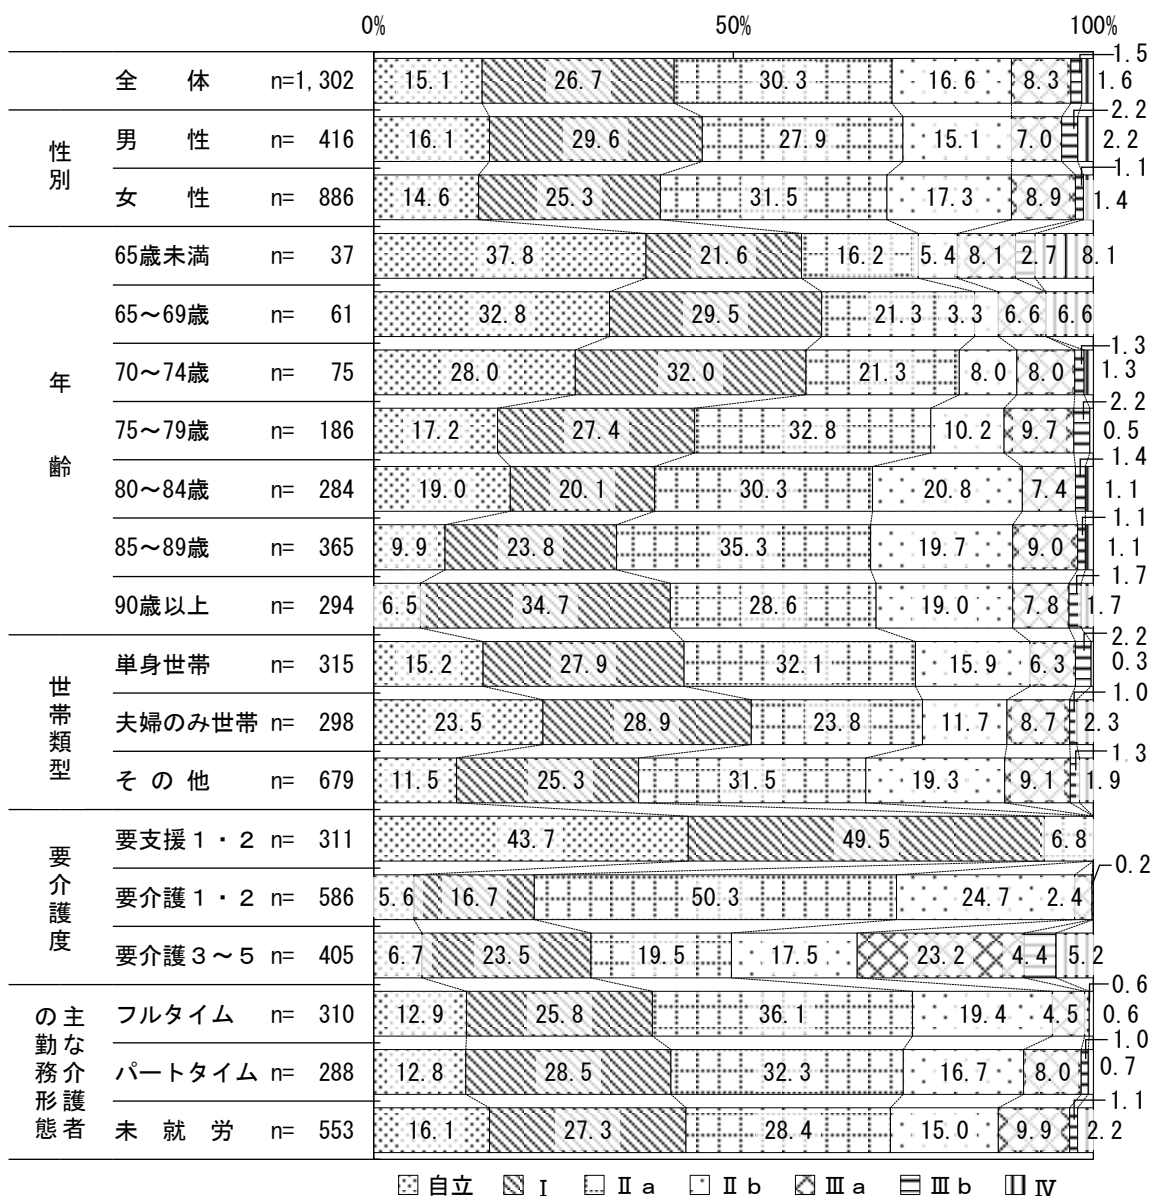 0% 50% 100%
1.5
全 体 n=1,302 15.1 26.7 30.3 16.6 8.3 1.6
2.2
性別
男 性 n= 416 16.1 29.6 27.9 15.1 7.0 2.2
1.1
女 性 n= 886 14.6 25.3 31.5 17.3 8.9 1.4
年齢
65歳未満 n= 37 37.8 21.6 16.2 5.4 8.1 2.7 8.1
65～69歳 n= 61 32.8 29.5 21.3 3.3 6.6 6.6
1.3
70～74歳 n= 75 28.0 32.0 21.3 8.0 8.0 1.3
2.2
75～79歳 n= 186 17.2 27.4 32.8 10.2 9.7 0.5
1.4
80～84歳 n= 284 19.0 20.1 30.3 20.8 7.4 1.1
1.1
85～89歳 n= 365 9.9 23.8 35.3 19.7 9.0 1.1
1.7
90歳以上 n= 294 6.5 34.7 28.6 19.0 7.8 1.7
2.2
世帯類型
単身世帯 n= 315 15.2 27.9 32.1 15.9 6.3 0.3
1.0
夫婦のみ世帯 n= 298 23.5 28.9 23.8 11.7 8.7 2.3
1.3
そ の 他 n= 679 11.5 25.3 31.5 19.3 9.1 1.9
要介護度
要支援１・２ n= 311 43.7 49.5 6.8
0.2
要介護１・２ n= 586 5.6 16.7 50.3 24.7 2.4
要介護３～５ n= 405 6.7 23.5 19.5 17.5 23.2 4.4 5.2
0.6
主な介護者の勤務形態
フルタイム n= 310 12.9 25.8 36.1 19.4 4.5 0.6
1.0
パートタイム n= 288 12.8 28.5 32.3 16.7 8.0 0.7
1.1
未 就 労 n= 553 16.1 27.3 28.4 15.0 9.9 2.2
自立 Ⅰ Ⅱａ Ⅱｂ Ⅲａ Ⅲｂ Ⅳ